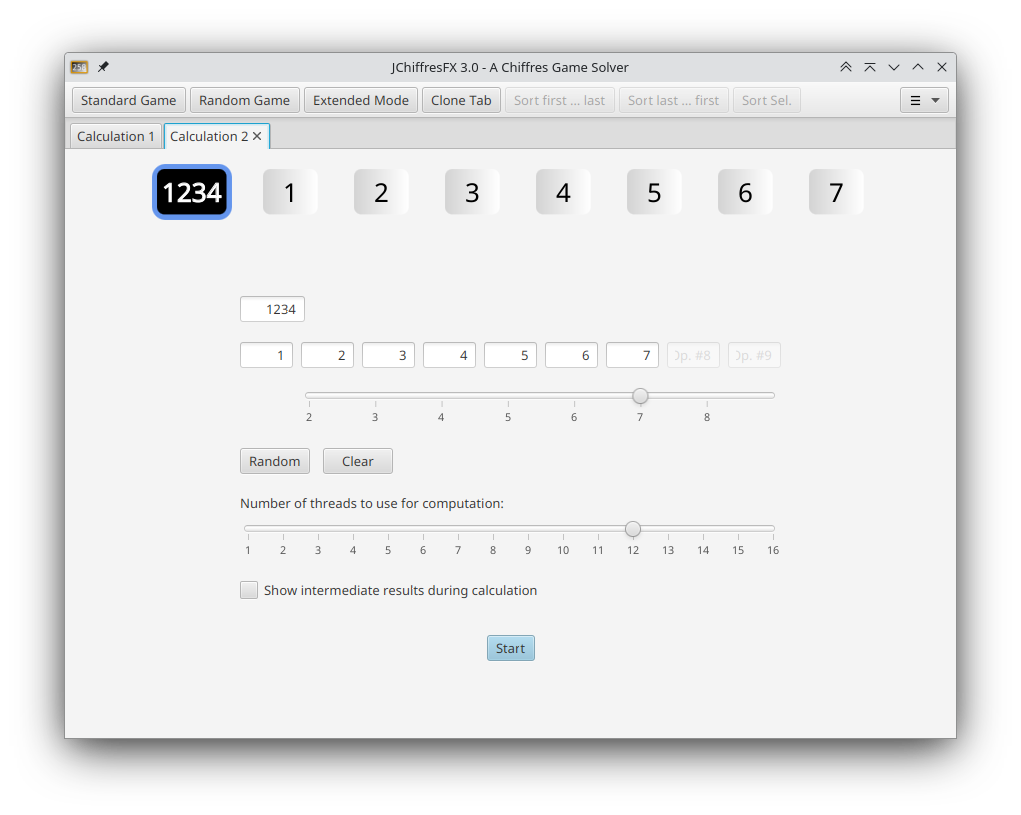 258
JChiffresFX 3.0 - A Chiffres Game Solver
Standard Game Random Game Extended Mode Clone Tab Sort first ... last Sort last ... first Sort Sel.
Calculation 1 Calculation 2
1234 1 2 3 4 5 6 7
1234
1 2 3 4 5 6 7 Op. #8 Op. #9
2 3 4 5 6 7 8
Random Clear
Number of threads to use for computation:
1 2 3 4 5 6 7 8 9 10 11 12 13 14 15 16
Show intermediate results during calculation
Start